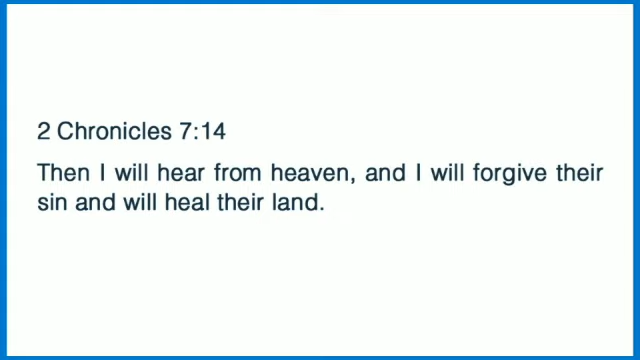 2 Chronicles 7:14
Then I will hear from heaven, and I will forgive their
sin and will heal their land.